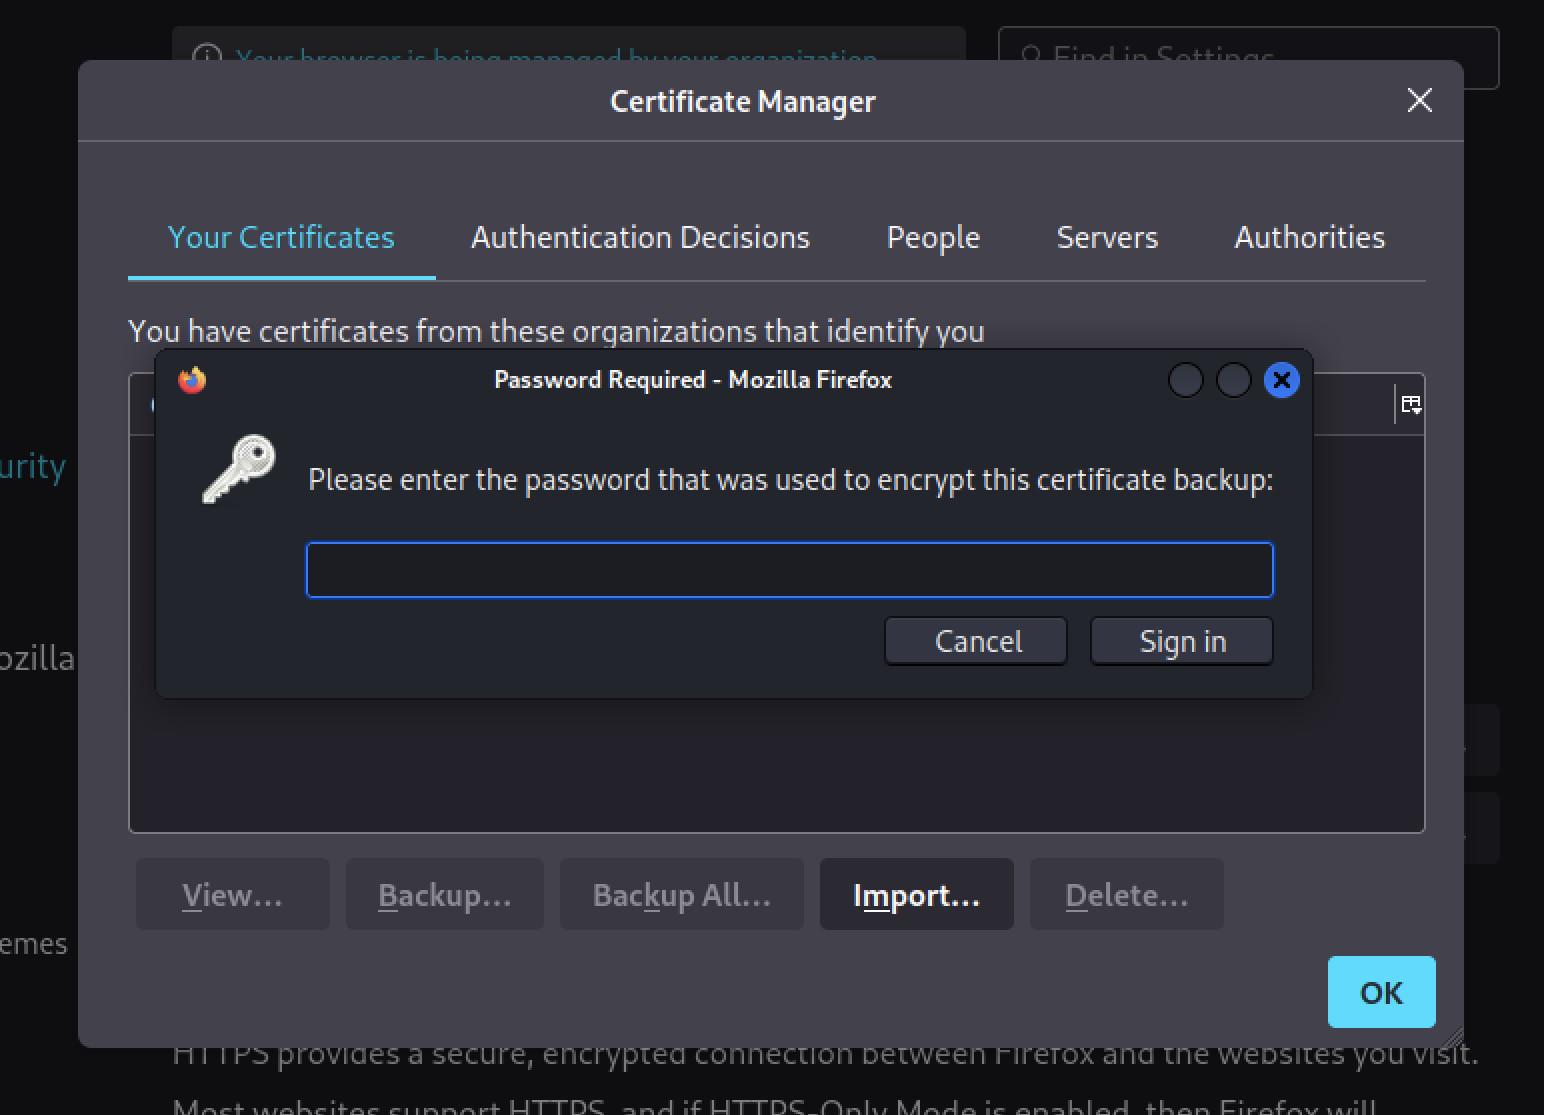 Your browser is being managed by your organization
Find in Settings
Certificate Manager
Your Certificates Authentication Decisions People Servers Authorities
You have certificates from these organizations that identify you
Password Required - Mozilla Firefox
urity
Please enter the password that was used to encrypt this certificate backup:
Cancel Sign in
ozilla
View... Backup... Backup All... Import... Delete...
emes
OK
HTTPS provides a secure, encrypted connection between Firefox and the websites you visit.
Most websites support HTTPS, and if HTTPS-Only Mode is enabled, then Firefox will